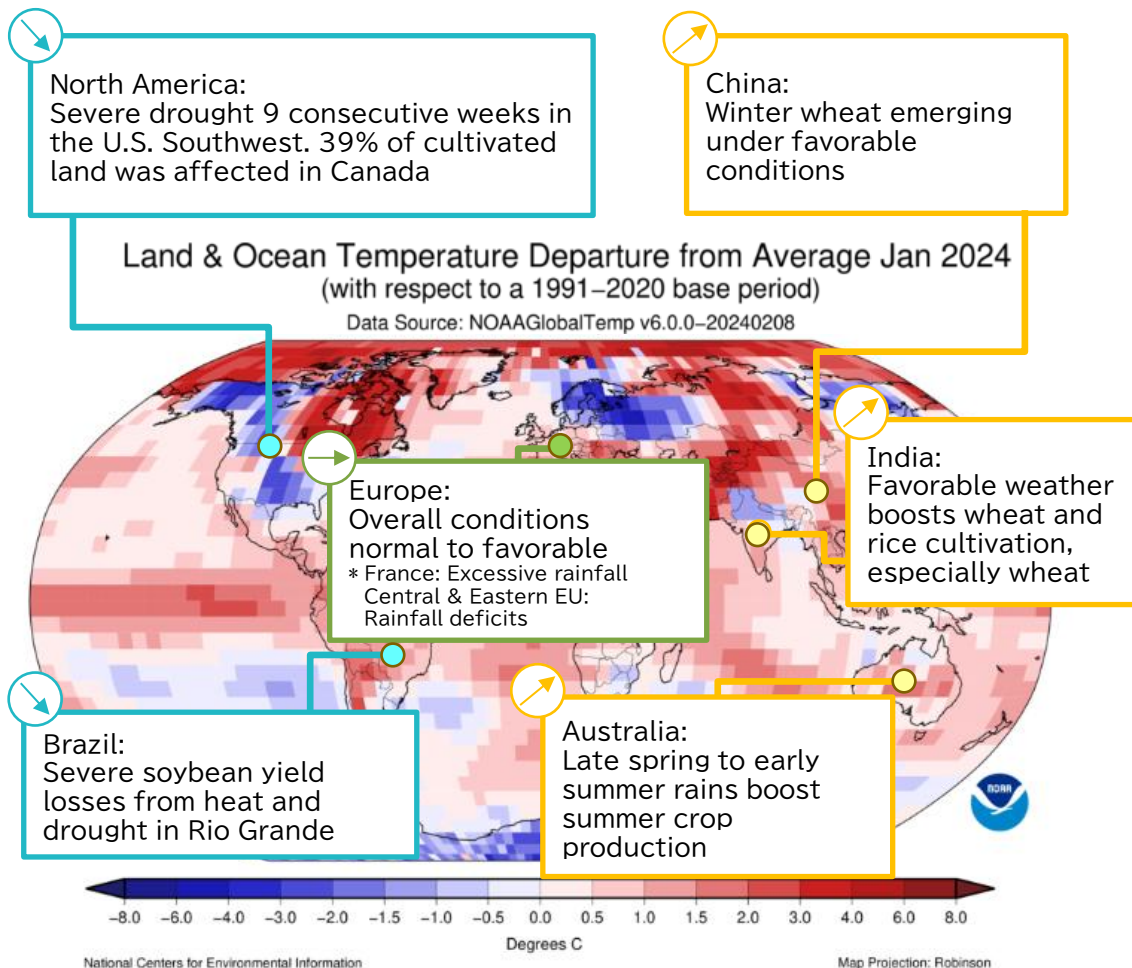 North America:
Severe drought 9 consecutive weeks in
the U.S. Southwest. 39% of cultivated
land was affected in Canada
China:
Winter wheat emerging
under favorable
conditions
Land & Ocean Temperature Departure from Average Jan 2024
(with respect to a 1991–2020 base period)
Data Source: NOAAGlobalTemp v6.0.0–20240208
India:
Favorable weather
boosts wheat and
rice cultivation,
especially wheat
Europe:
Overall conditions
normal to favorable
* France: Excessive rainfall
Central & Eastern EU:
Rainfall deficits
Brazil:
Severe soybean yield
losses from heat and
drought in Rio Grande
Australia:
Late spring to early
summer rains boost
summer crop
production
NOAA
−8.0 −6.0 −4.0 −3.0 −2.0 −1.5 −1.0 −0.5 0.0 0.5 1.0 1.5 2.0 3.0 4.0 6.0 8.0
Degrees C
National Centers for Environmental Information
Map Projection: Robinson